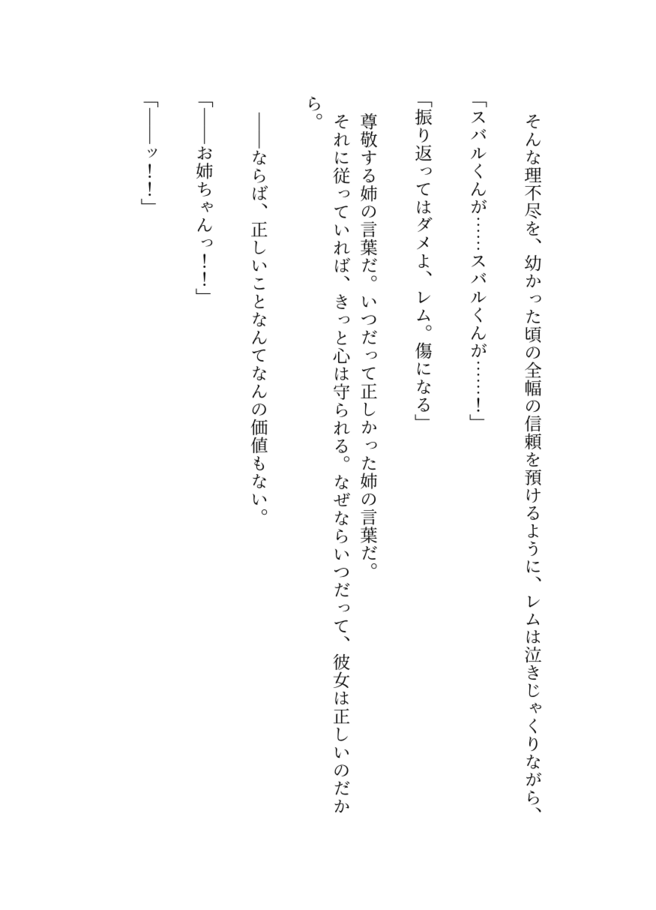 そんな理不尽を、幼かった頃の全幅の信頼を預けるように、レムは泣きじゃくりながら、
「スバルくんが……スバルくんが……！」
「振り返ってはダメよ、レム。傷になる」
尊敬する姉の言葉だ。いつだって正しかった姉の言葉だ。
それに従っていれば、きっと心は守られる。なぜならいつだって、彼女は正しいのだか
ら。
――ならば、正しいことなんてなんの価値もない。
「――お姉ちゃんっ！！」
「――ッ！！」